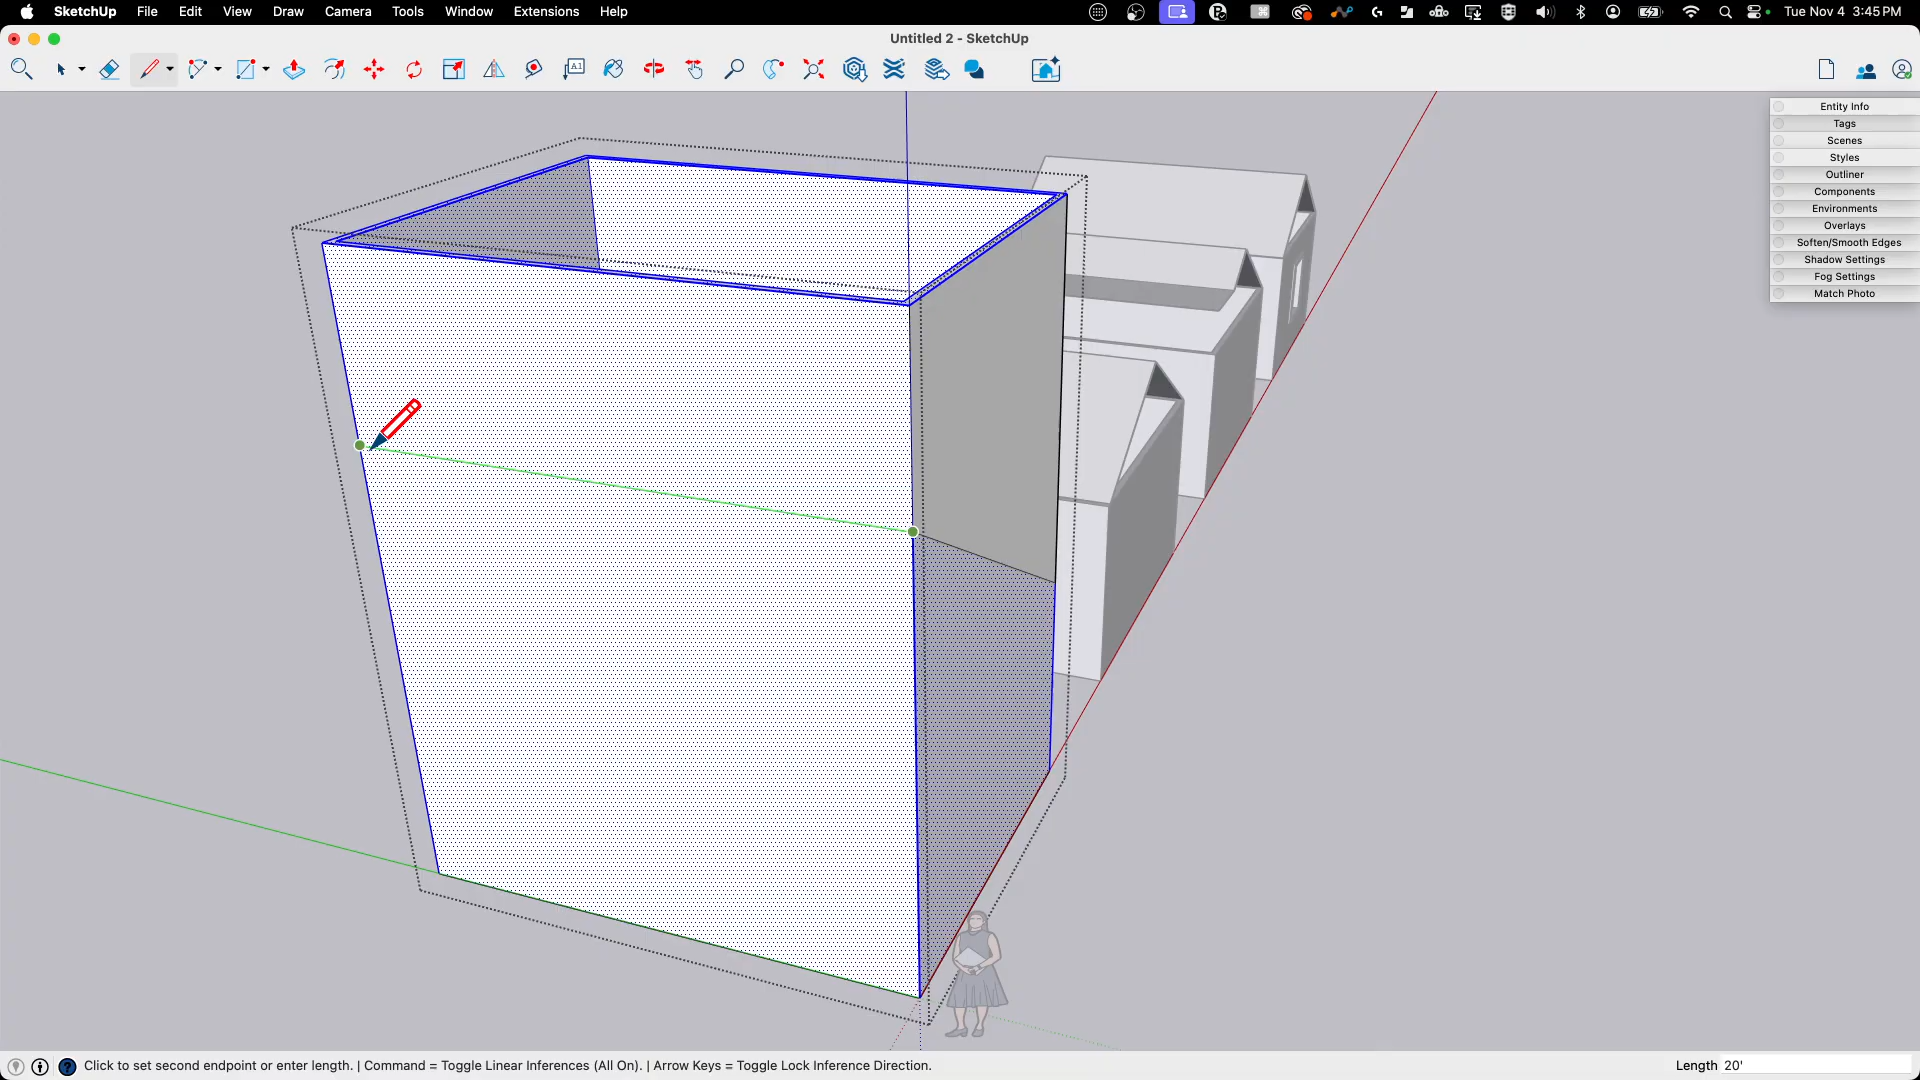 SketchUp File Edit View Draw Camera Tools Window Extensions Help Tue Nov 4 3:45 PM
Untitled 2 - SketchUp
A1
Entity Info
Tags
Scenes
Styles
Outliner
Components
Environments
Overlays
Soften/Smooth Edges
Shadow Settings
Fog Settings
Match Photo
Click to set second endpoint or enter length. | Command = Toggle Linear Inferences (All On). | Arrow Keys = Toggle Lock Inference Direction. Length 20'